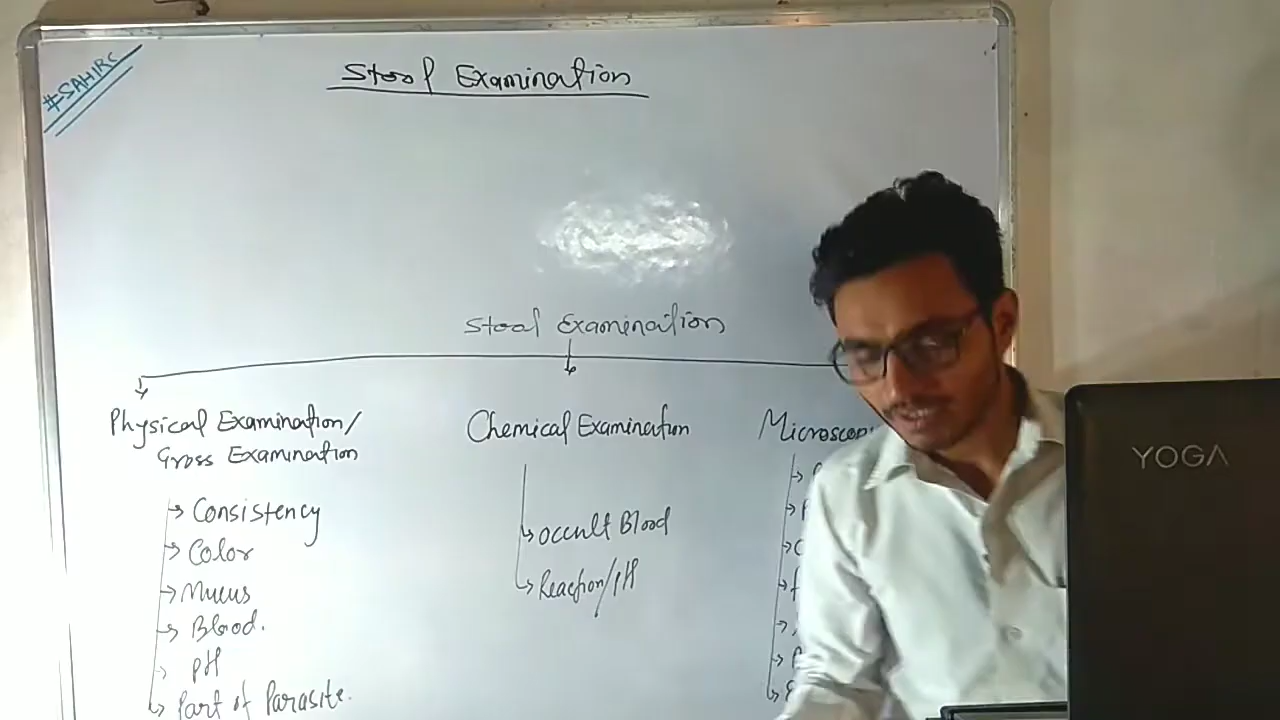 #SAHIRC
Stool Examination
Stool Examination
Physical Examination/
Gross Examination
Consistency
Color
Mucus
Blood.
pH
Part of Parasite.
Chemical Examination
Occult Blood
Reaction/pH
YOGA